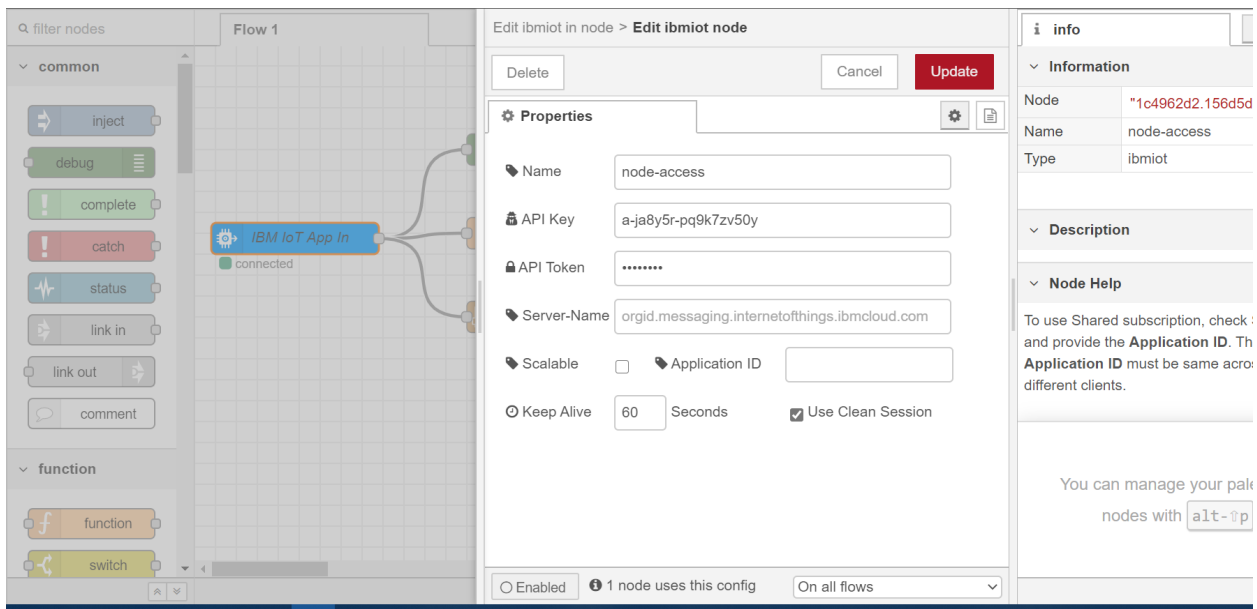 filter nodes
common
inject
debug
complete
catch
status
link in
link out
comment
function
function
switch
Flow 1
IBM IoT App In
connected
Edit ibmiot in node > Edit ibmiot node
Delete
Cancel
Update
Properties
Name
node-access
API Key
a-ja8y5r-pq9k7zv50y
API Token
••••••••
Server-Name
orgid.messaging.internetofthings.ibmcloud.com
Scalable
Application ID
Keep Alive
60
Seconds
Use Clean Session
Enabled
1 node uses this config
On all flows
info
Information
Node
"1c4962d2.156d5d
Name
node-access
Type
ibmiot
Description
Node Help
To use Shared subscription, check
and provide the Application ID. Th
Application ID must be same acros
different clients.
You can manage your pale
nodes with alt-⇧p